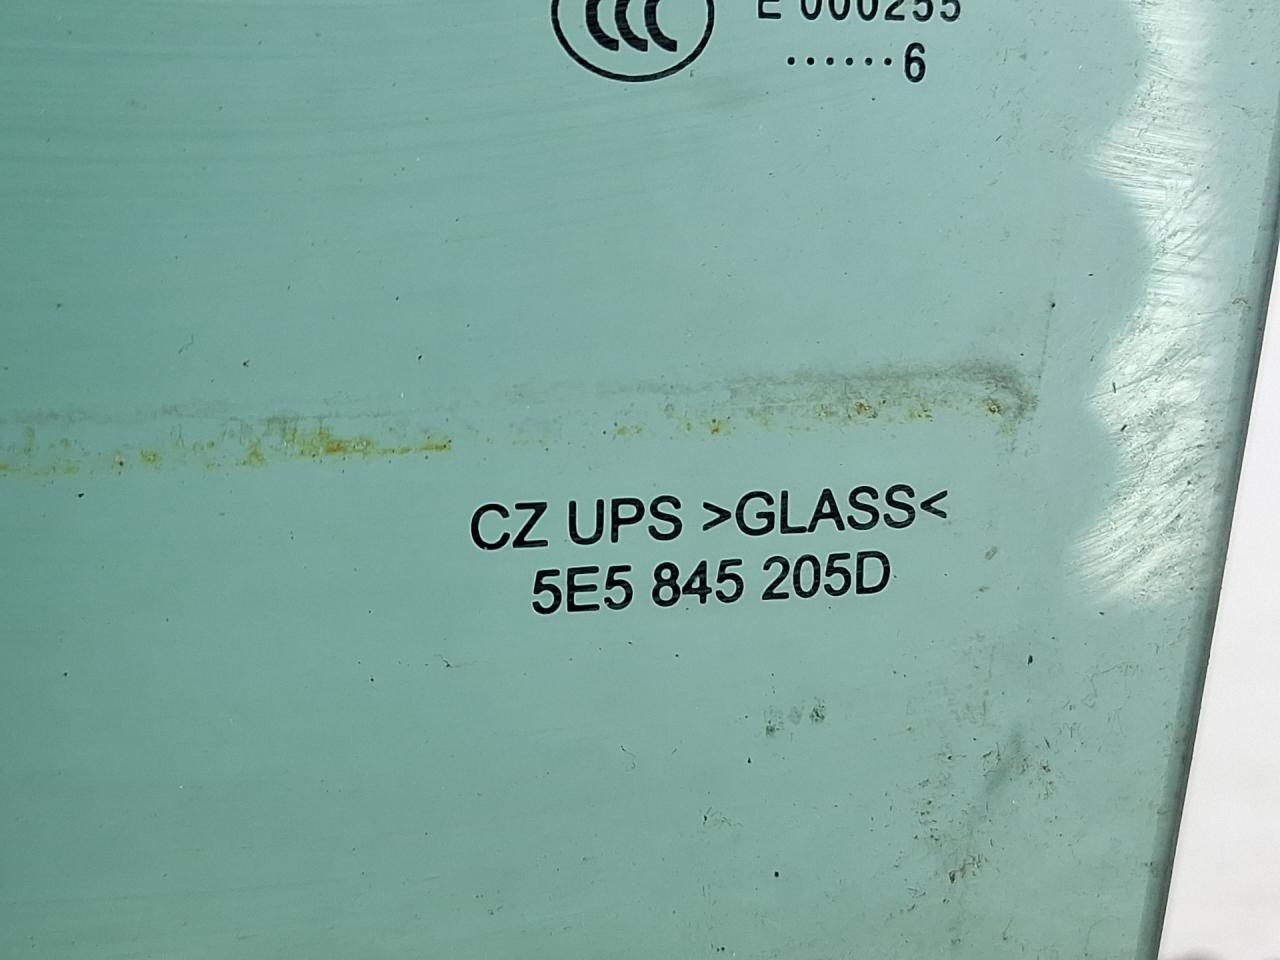 E 000255
......6
CZ UPS >GLASS<
5E5 845 205D